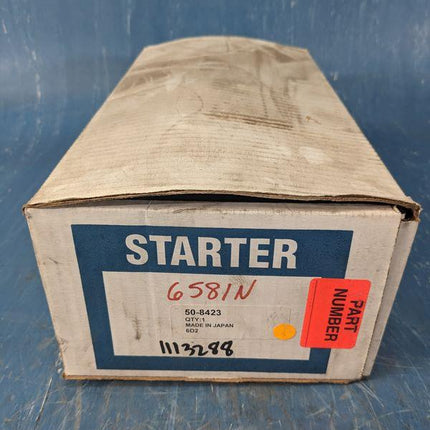 STARTER
6581N
50-8423
QTY:1
MADE IN JAPAN
6D2
PART
NUMBER
1113288